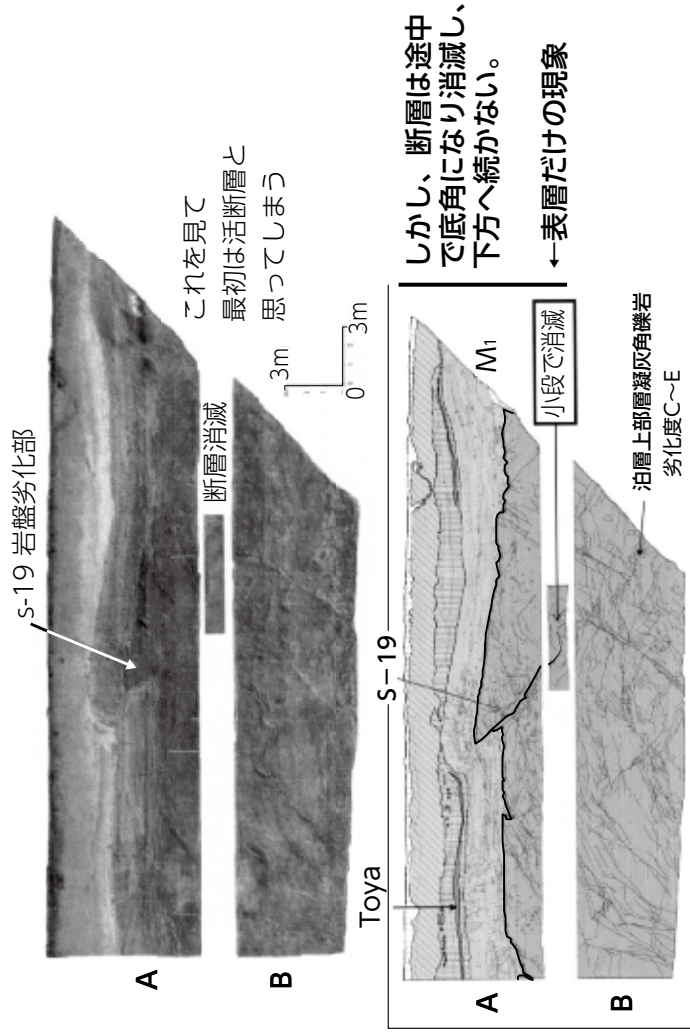 s-19 岩盤劣化部
これを見て
最初は活断層と
思ってしまう
A
断層消滅
B
3m
0
3m
しかし、断層は途中
で底角になり消滅し、
下方へ続かない。
←表層だけの現象
Toya
S−19
M1
A
小段で消滅
B
泊層上部層凝灰角礫岩
劣化度C〜E